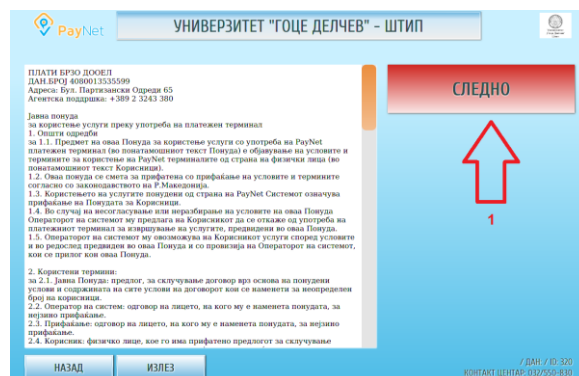 PayNet
УНИВЕРЗИТЕТ "ГОЦЕ ДЕЛЧЕВ" - ШТИП
ПЛАТИ БРЗО ДООЕЛ
ДАН.БРОЈ 4080013535599
Адреса: Бул. Партизански Одреди 65
Агентска поддршка: +389 2 3243 380
Јавна понуда
за користење услуги преку употреба на платежен терминал
1. Општи одредби
за 1.1. Предмет на оваа Понуда за користење услуги со употреба на PayNet
платежен терминал (во понатамошниот текст Понуда) е објавување на условите и
термините за користење на PayNet терминалите од страна на физички лица (во
понатамошниот текст Корисници).
1.2. Оваа понуда се смета за прифатена со прифаќање на условите и термините
согласно со законодавството на Р.Македонија.
1.3. Користењето на услугите понудени од страна на PayNet Системот означува
прифаќање на Понудата за Корисници.
1.4. Во случај на несогласување или неразбирање на условите на оваа Понуда
Операторот на системот му предлага на Корисникот да се откаже од употреба на
платежниот терминал за извршување на услугите, предвидени во оваа Понуда.
1.5. Операторот на системот му овозможува на Корисникот услуги според условите
и во редослед предвиден во оваа Понуда и со провизија на Операторот на системот,
кои се прилог кон оваа Понуда.
2. Користени термини:
за 2.1. Јавна Понуда: предлог, за склучување договор врз основа на понудени
услови и содржината на сите услови на договорот кои се наменети за неопределен
број на корисници.
2.2. Оператор на систем: одговор на лицето, на кого му е наменета понудата, за
нејзино прифаќање.
2.3. Прифаќање: одговор на лицето, на кого му е наменета понудата, за нејзино
прифаќање.
2.4. Корисник: физичко лице, кое го има прифатено предлогот за склучување
СЛЕДНО
1
НАЗАД
ИЗЛЕЗ
/ ДАН: / ID: 320
КОНТАКТ ЦЕНТАР: 032/550-830